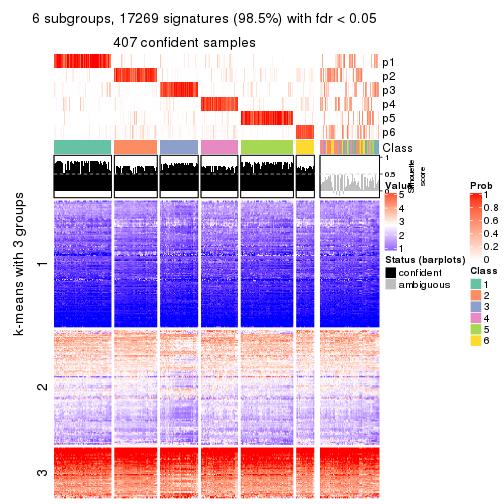 6 subgroups, 17269 signatures (98.5%) with fdr < 0.05
407 confident samples
p1
p2
p3
p4
p5
p6
Class
1
0.5
0
Silhouette
score
k-means with 3 groups
1
2
3
Value
5
4
3
2
1
Status (barplots)
confident
ambiguous
Prob
1
0.8
0.6
0.4
0.2
0
Class
1
2
3
4
5
6